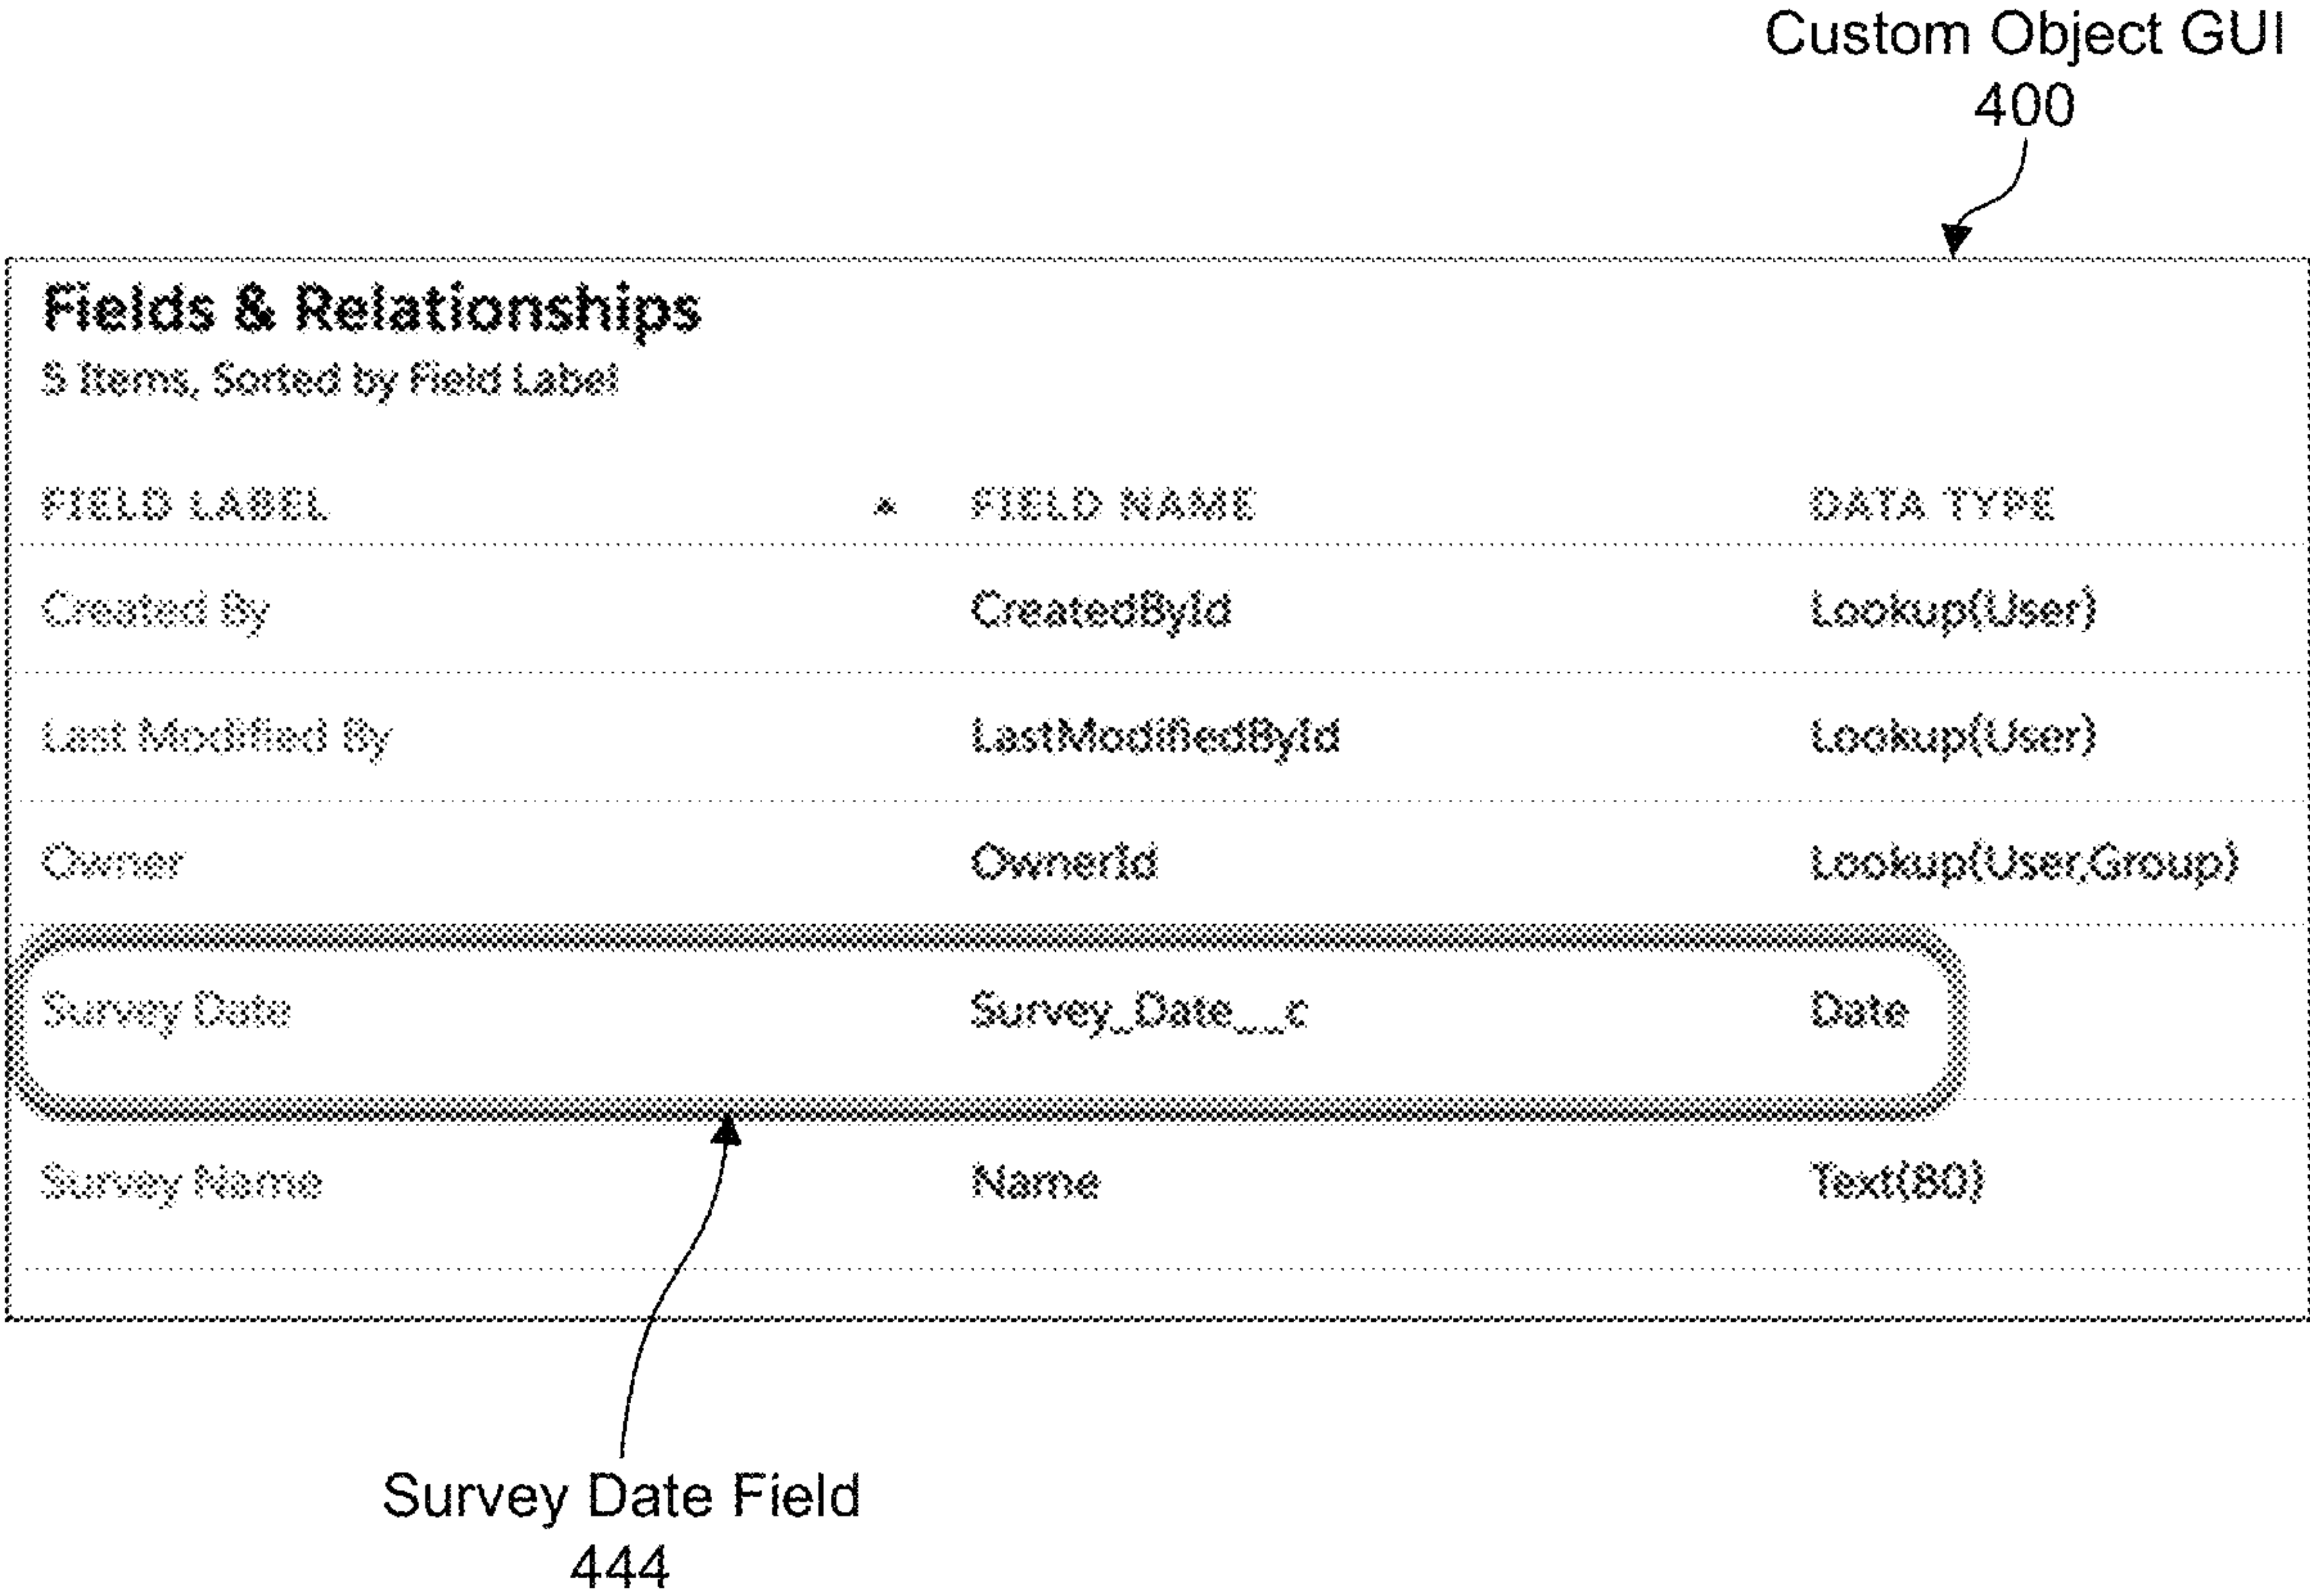 Custom Object GUI
400
Fields & Relationships
5 Items, Sorted by Field Label
FIELD LABEL FIELD NAME DATA TYPE
Created By CreatedById Lookup(User)
Last Modified By LastModifiedById Lookup(User)
Owner OwnerId Lookup(User,Group)
Survey Date Survey_Date__c Date
Survey Name Name Text(80)
Survey Date Field
444